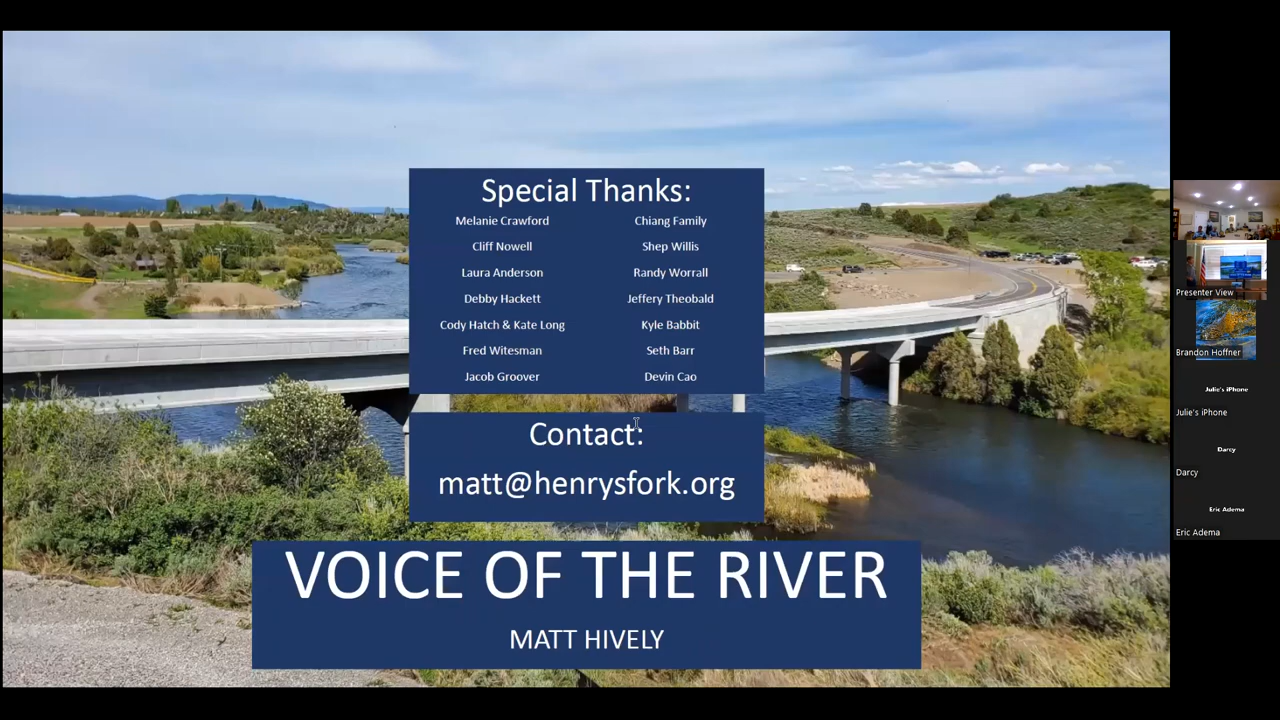 Special Thanks:
Melanie Crawford
Chiang Family
Cliff Nowell
Shep Willis
Laura Anderson
Randy Worrall
Debby Hackett
Jeffery Theobald
Cody Hatch & Kate Long
Kyle Babbit
Fred Witesman
Seth Barr
Jacob Groover
Devin Cao
Contact:
matt@henrysfork.org
VOICE OF THE RIVER
MATT HIVELY
Presenter View
Brandon Hoffner
Julie's iPhone
Julie's iPhone
Darcy
Darcy
Eric Adema
Eric Adema